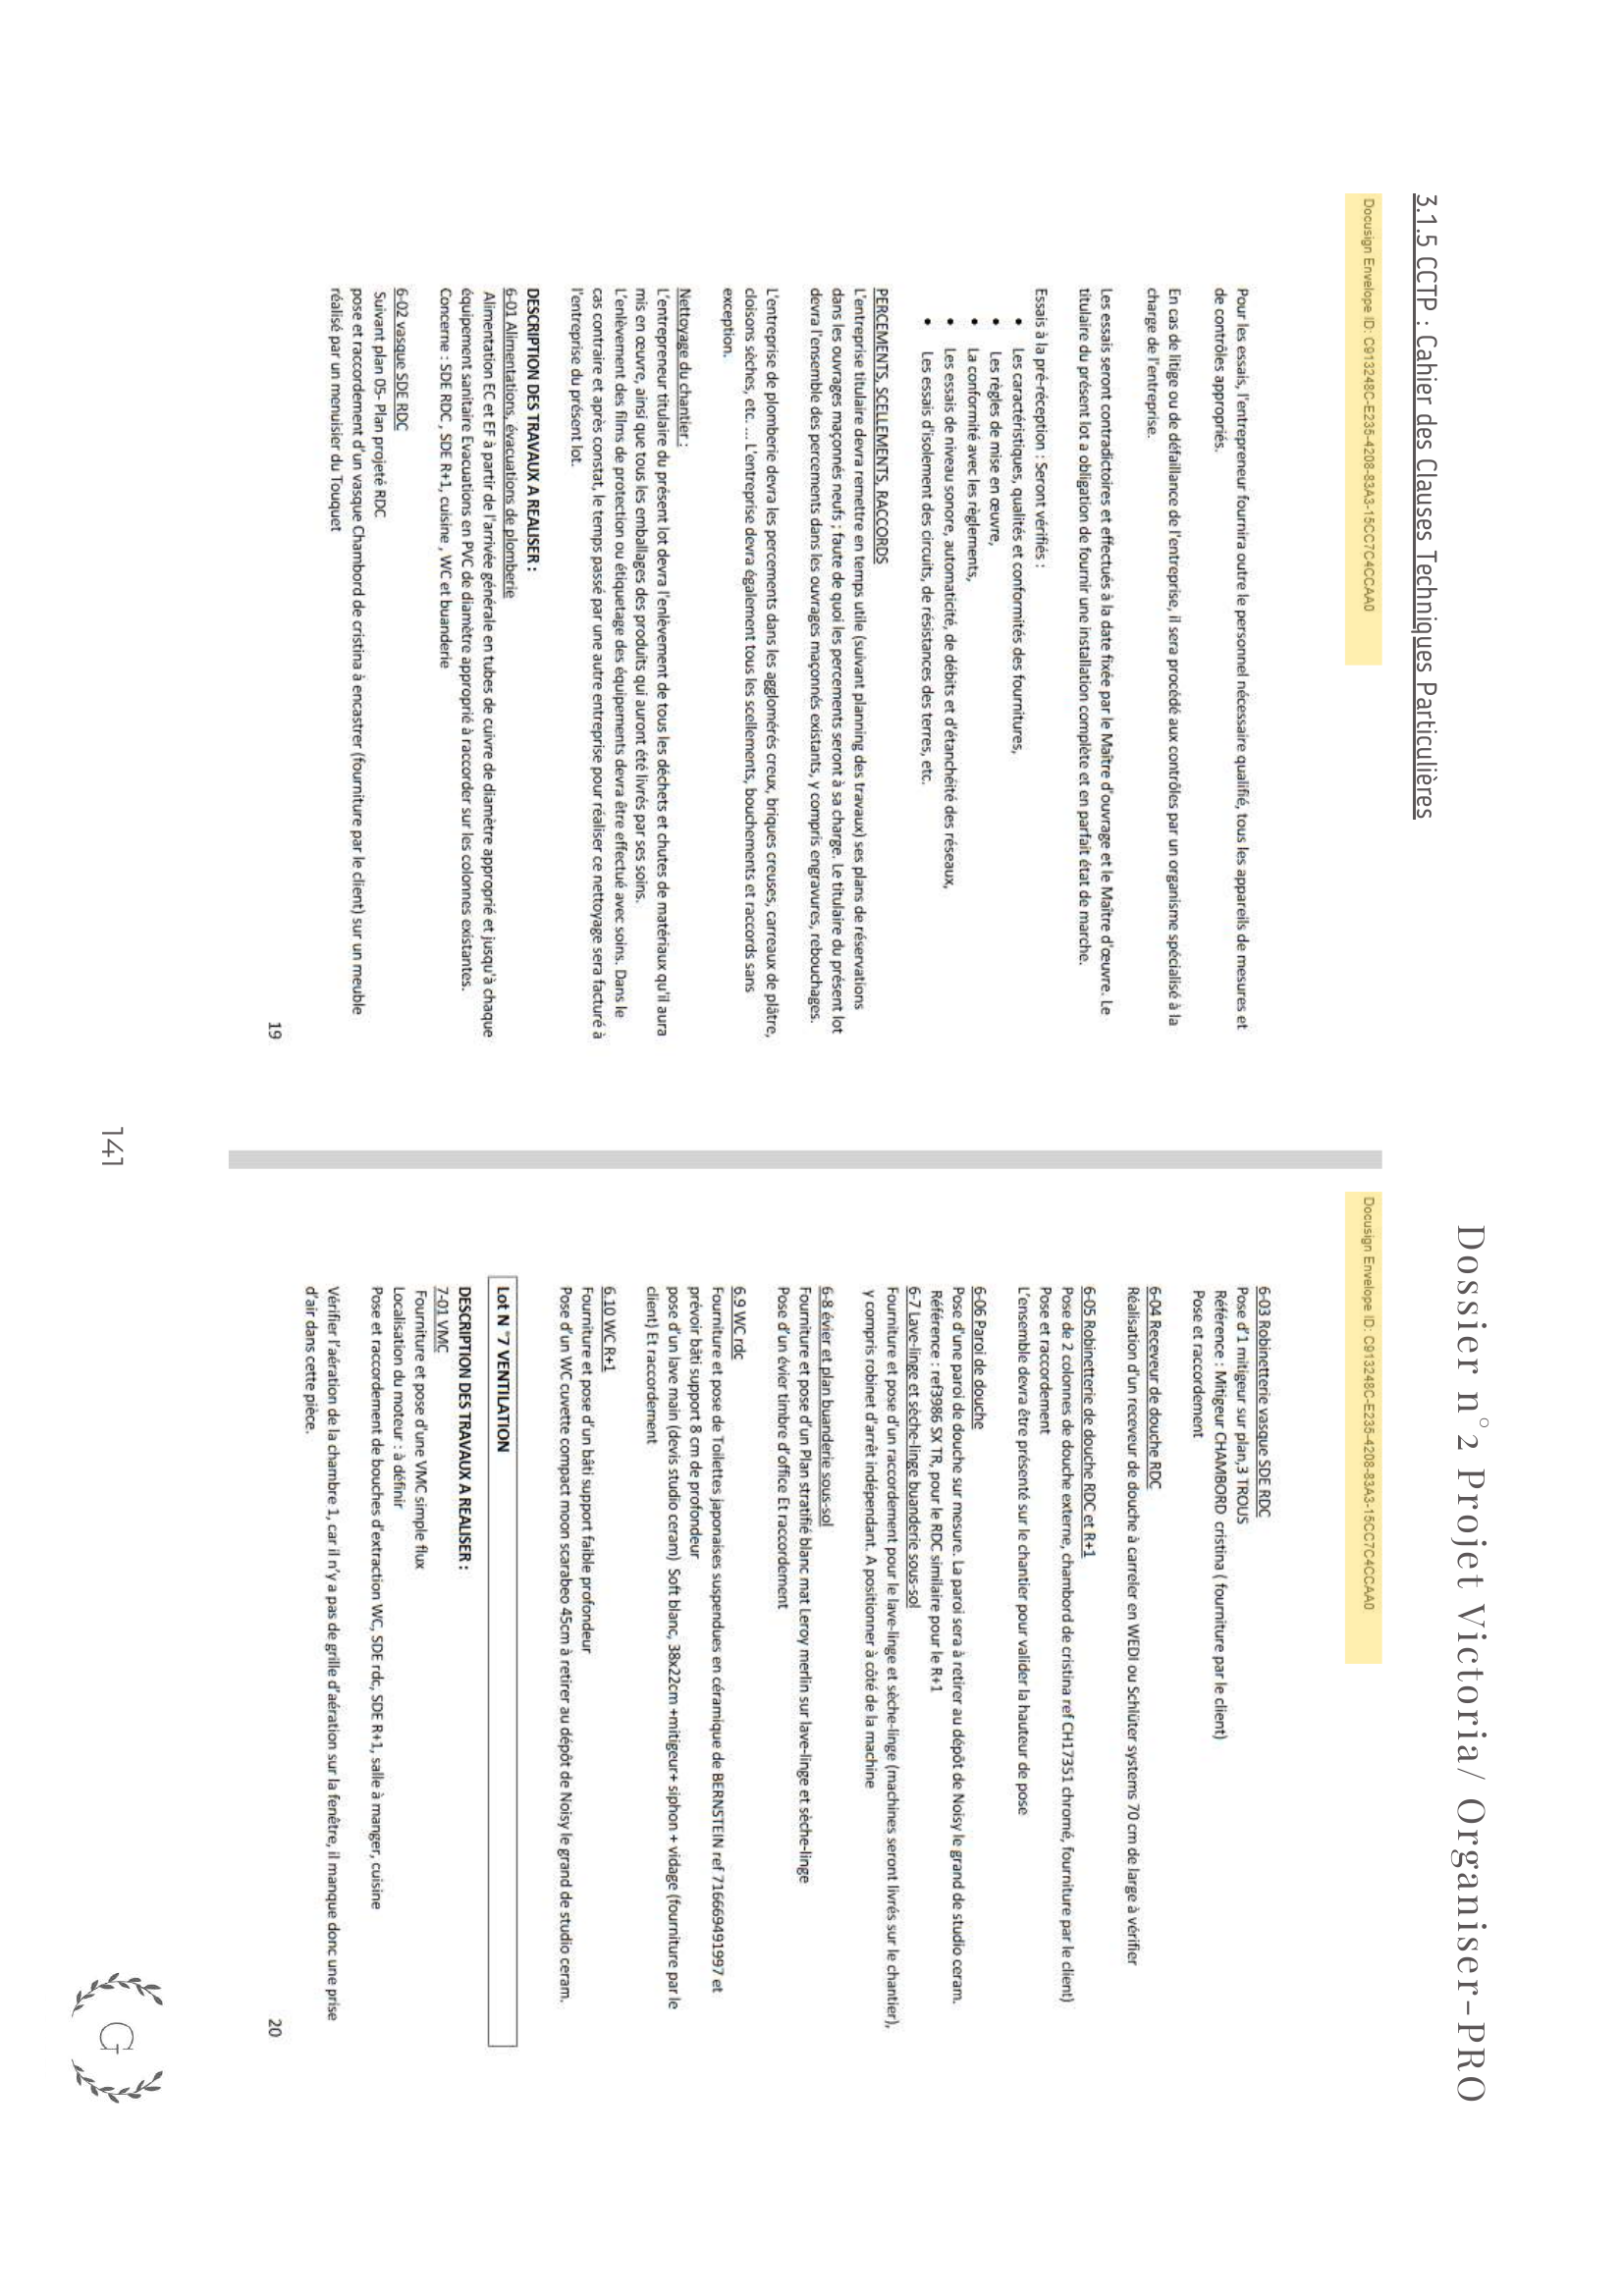 Dossier n°2 Projet Victoria/ Organiser-PRO
3.1.5 CCTP : Cahier des Clauses Techniques Particulières
Docusign Envelope ID: C913248C-E235-4208-83A3-15CC7C4CCAA0
Pour les essais, l'entrepreneur fournira outre le personnel nécessaire qualifié, tous les appareils de mesures et
de contrôles appropriés.
En cas de litige ou de défaillance de l'entreprise, il sera procédé aux contrôles par un organisme spécialisé à la
charge de l'entreprise.
Les essais seront contradictoires et effectués à la date fixée par le Maître d'ouvrage et le Maître d'œuvre. Le
titulaire du présent lot a obligation de fournir une installation complète et en parfait état de marche.
Essais à la pré-réception : Seront vérifiés :
• Les caractéristiques, qualités et conformités des fournitures,
• Les règles de mise en œuvre,
• La conformité avec les règlements,
• Les essais de niveau sonore, automaticité, de débits et d'étanchéité des réseaux,
• Les essais d'isolement des circuits, de résistances des terres, etc.
PERCEMENTS, SCELLEMENTS, RACCORDS
L'entreprise titulaire devra remettre en temps utile (suivant planning des travaux) ses plans de réservations
dans les ouvrages maçonnés neufs ; faute de quoi les percements seront à sa charge. Le titulaire du présent lot
devra l'ensemble des percements dans les ouvrages maçonnés existants, y compris engravures, rebouchages.
L'entreprise de plomberie devra les percements dans les agglomérés creux, briques creuses, carreaux de plâtre,
cloisons sèches, etc. ... L'entreprise devra également tous les scellements, bouchements et raccords sans
exception.
Nettoyage du chantier :
L'entrepreneur titulaire du présent lot devra l'enlèvement de tous les déchets et chutes de matériaux qu'il aura
mis en œuvre, ainsi que tous les emballages des produits qui auront été livrés par ses soins.
L'enlèvement des films de protection ou étiquetage des équipements devra être effectué avec soins. Dans le
cas contraire et après constat, le temps passé par une autre entreprise pour réaliser ce nettoyage sera facturé à
l'entreprise du présent lot.
DESCRIPTION DES TRAVAUX A REALISER :
6-01 Alimentations, évacuations de plomberie
Alimentation EC et EF à partir de l'arrivée générale en tubes de cuivre de diamètre approprié et jusqu'à chaque
équipement sanitaire Evacuations en PVC de diamètre approprié à raccorder sur les colonnes existantes.
Concerne : SDE RDC , SDE R+1, cuisine , WC et buanderie
6-02 vasque SDE RDC
Suivant plan 05- Plan projeté RDC
pose et raccordement d'un vasque Chambord de cristina à encastrer (fourniture par le client) sur un meuble
réalisé par un menuisier du Touquet
19
Docusign Envelope ID: C913248C-E235-4208-83A3-15CC7C4CCAA0
6-03 Robinetterie vasque SDE RDC
Pose d'1 mitigeur sur plan,3 TROUS
Référence : Mitigeur CHAMBORD cristina ( fourniture par le client)
Pose et raccordement
6-04 Receveur de douche RDC
Réalisation d'un receveur de douche à carreler en WEDI ou Schlüter systems 70 cm de large à vérifier
6-05 Robinetterie de douche RDC et R+1
Pose de 2 colonnes de douche externe, chambord de cristina ref CH17351 chromé, fourniture par le client)
Pose et raccordement
L'ensemble devra être présenté sur le chantier pour valider la hauteur de pose
6-06 Paroi de douche
Pose d'une paroi de douche sur mesure. La paroi sera à retirer au dépôt de Noisy le grand de studio ceram.
Référence : ref3986 SX TR, pour le RDC similaire pour le R+1
6-7 Lave-linge et sèche-linge buanderie sous-sol
Fourniture et pose d'un raccordement pour le lave-linge et sèche-linge (machines seront livrés sur le chantier),
y compris robinet d'arrêt indépendant. A positionner à côté de la machine
6-8 évier et plan buanderie sous-sol
Fourniture et pose d'un Plan stratifié blanc mat Leroy merlin sur lave-linge et sèche-linge
Pose d'un évier timbre d'office Et raccordement
6.9 WC rdc
Fourniture et pose de Toilettes japonaises suspendues en céramique de BERNSTEIN ref 716669491997 et
prévoir bâti support 8 cm de profondeur
pose d'un lave main (devis studio ceram) Soft blanc, 38x22cm +mitigeur+ siphon + vidage (fourniture par le
client) Et raccordement
6.10 WC R+1
Fourniture et pose d'un bâti support faible profondeur
Pose d'un WC cuvette compact moon scarabeo 45cm à retirer au dépôt de Noisy le grand de studio ceram.
Lot N °7 VENTILATION
DESCRIPTION DES TRAVAUX A REALISER :
7-01 VMC
Fourniture et pose d'une VMC simple flux
Localisation du moteur : à définir
Pose et raccordement de bouches d'extraction WC, SDE rdc, SDE R+1, salle à manger, cuisine
Vérifier l'aération de la chambre 1, car il n'y a pas de grille d'aération sur la fenêtre, il manque donc une prise
d'air dans cette pièce.
20
141
G